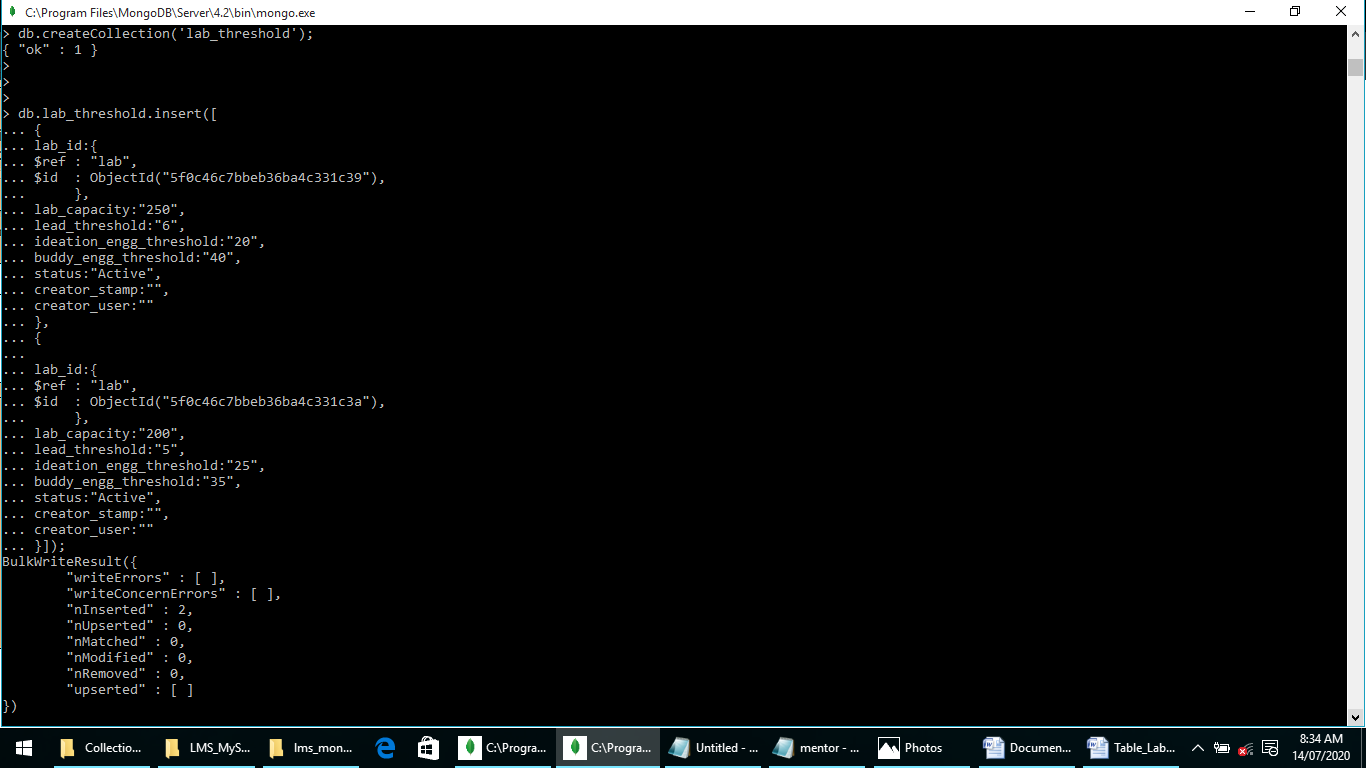 C:\Program Files\MongoDB\Server\4.2\bin\mongo.exe
> db.createCollection('lab_threshold');
{ "ok" : 1 }
>
>
>
> db.lab_threshold.insert([
... {
... lab_id:{
... $ref : "lab",
... $id  : ObjectId("5f0c46c7bbeb36ba4c331c39"),
...      },
... lab_capacity:"250",
... lead_threshold:"6",
... ideation_engg_threshold:"20",
... buddy_engg_threshold:"40",
... status:"Active",
... creator_stamp:"",
... creator_user:""
... },
... {
...
... lab_id:{
... $ref : "lab",
... $id  : ObjectId("5f0c46c7bbeb36ba4c331c3a"),
...      },
... lab_capacity:"200",
... lead_threshold:"5",
... ideation_engg_threshold:"25",
... buddy_engg_threshold:"35",
... status:"Active",
... creator_stamp:"",
... creator_user:""
... }]);
BulkWriteResult({
        "writeErrors" : [ ],
        "writeConcernErrors" : [ ],
        "nInserted" : 2,
        "nUpserted" : 0,
        "nMatched" : 0,
        "nModified" : 0,
        "nRemoved" : 0,
        "upserted" : [ ]
})
Collectio... LMS_MyS... lms_mon... C:\Progra... C:\Progra... Untitled - ... mentor - ... Photos Documen... Table_Lab...
8:34 AM
14/07/2020